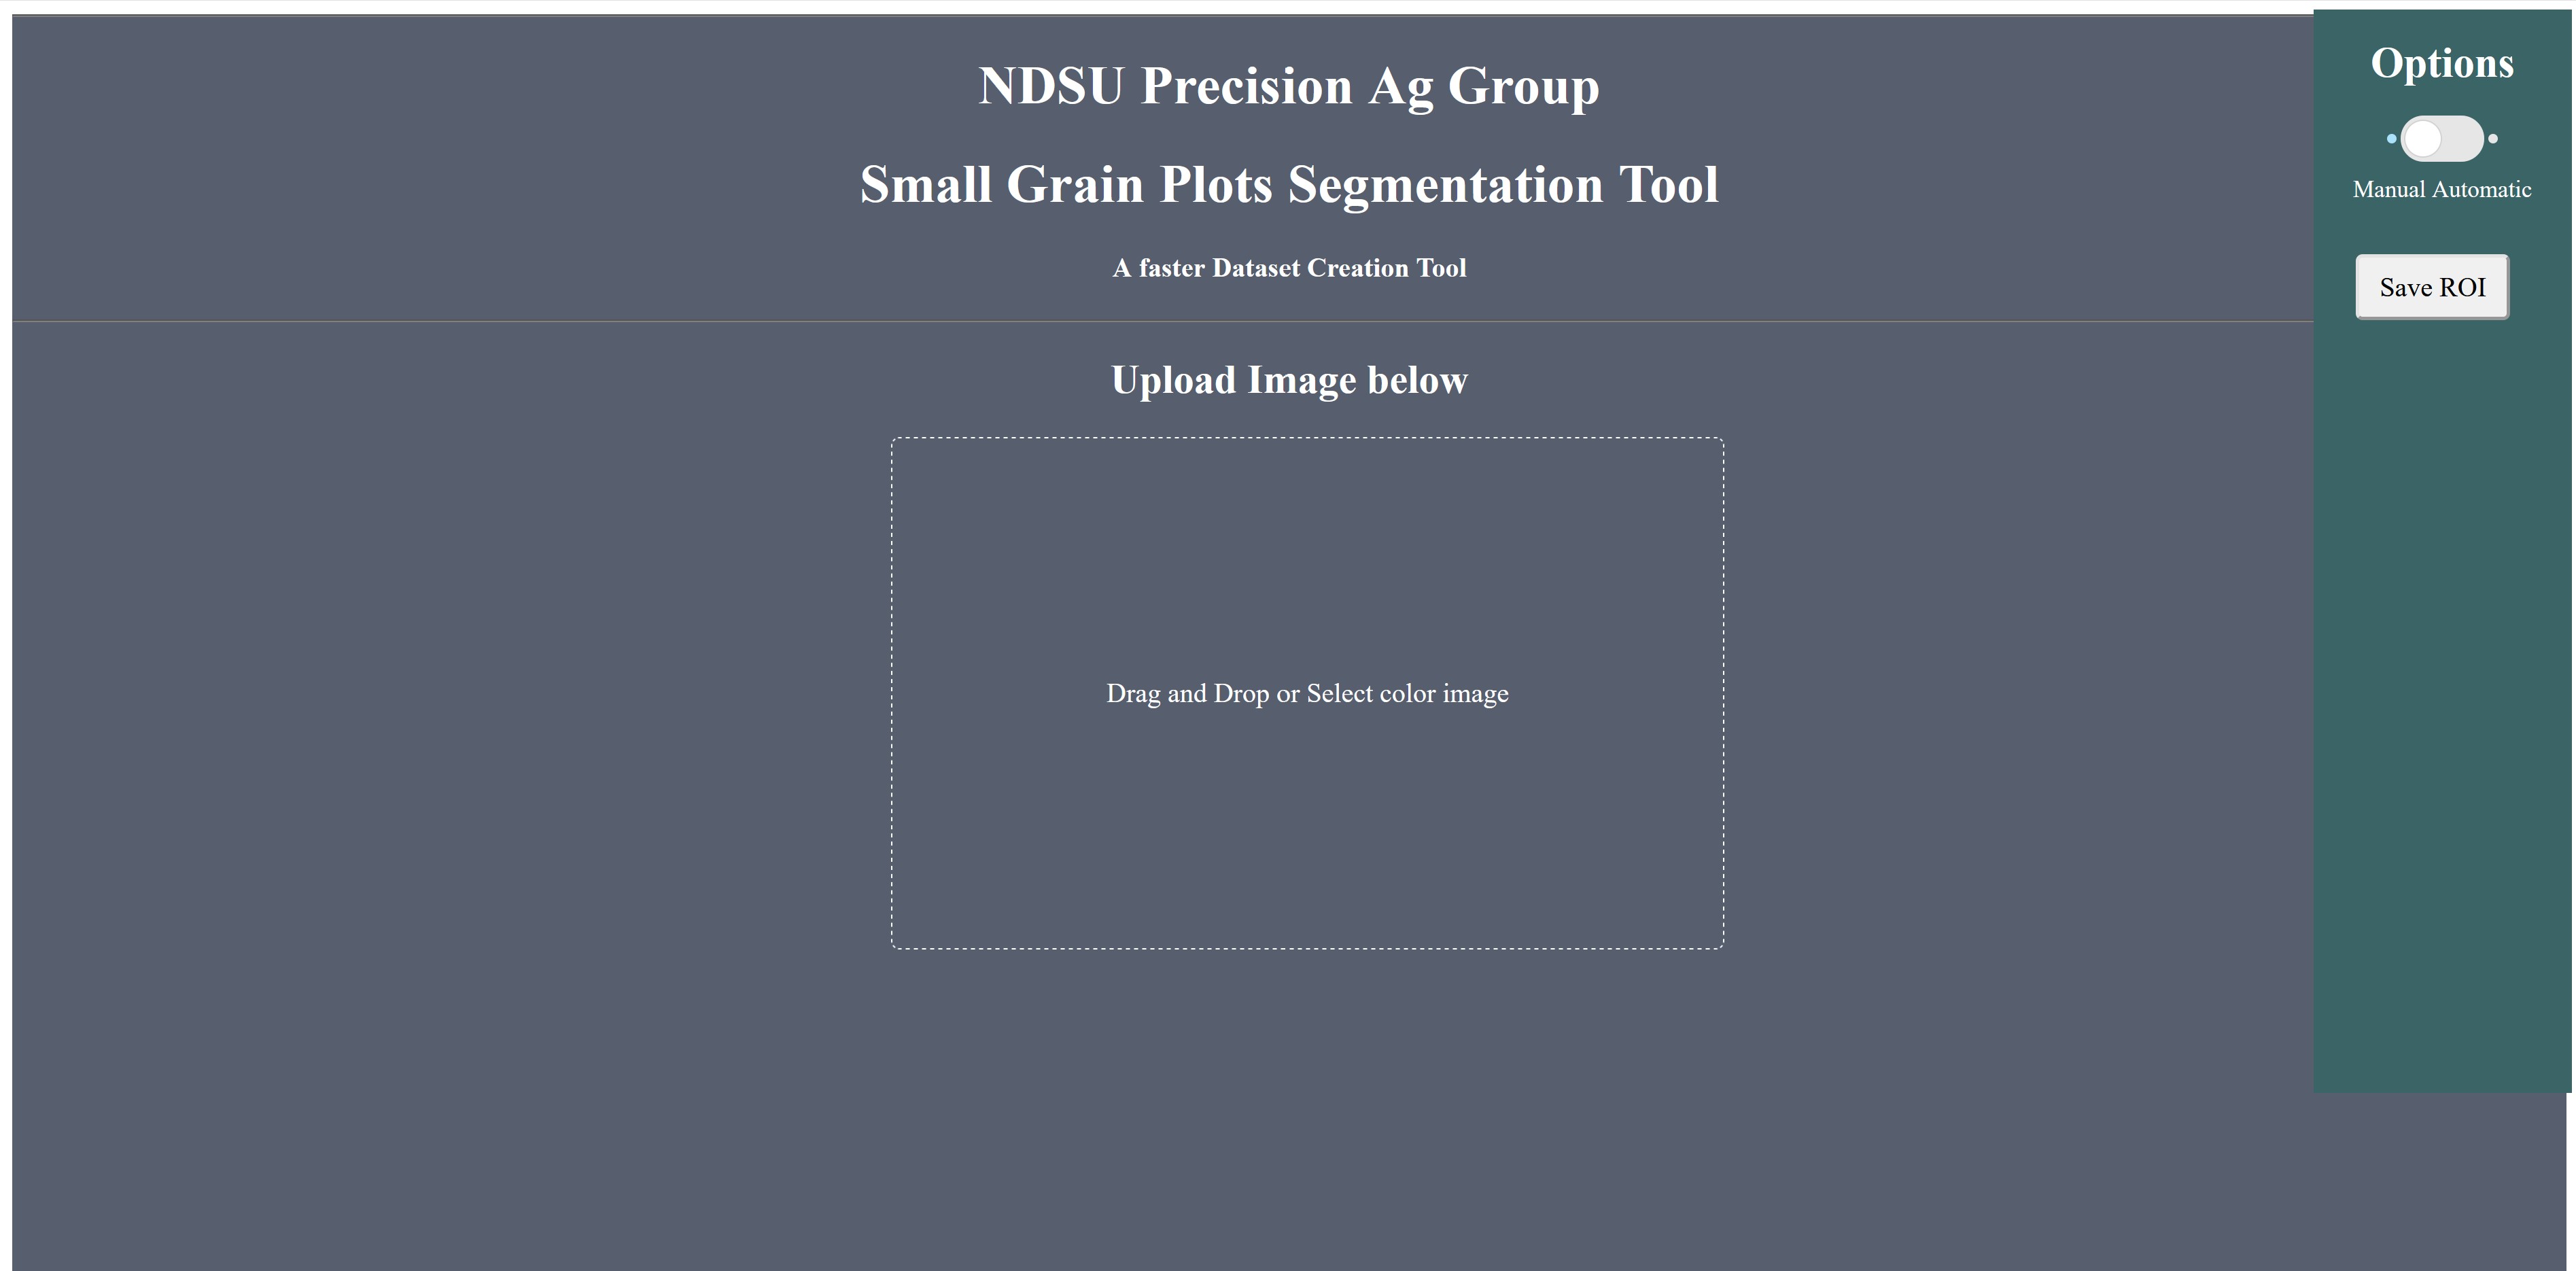 NDSU Precision Ag Group
Small Grain Plots Segmentation Tool
A faster Dataset Creation Tool
Upload Image below
Drag and Drop or Select color image
Options
Manual Automatic
Save ROI